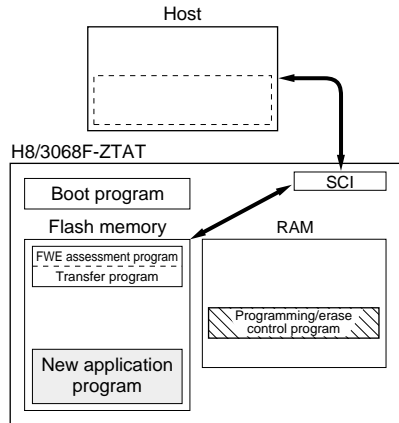 Host
H8/3068F-ZTAT
SCI
Boot program
Flash memory
RAM
FWE assessment program
Transfer program
Programming/erase
control program
New application
program